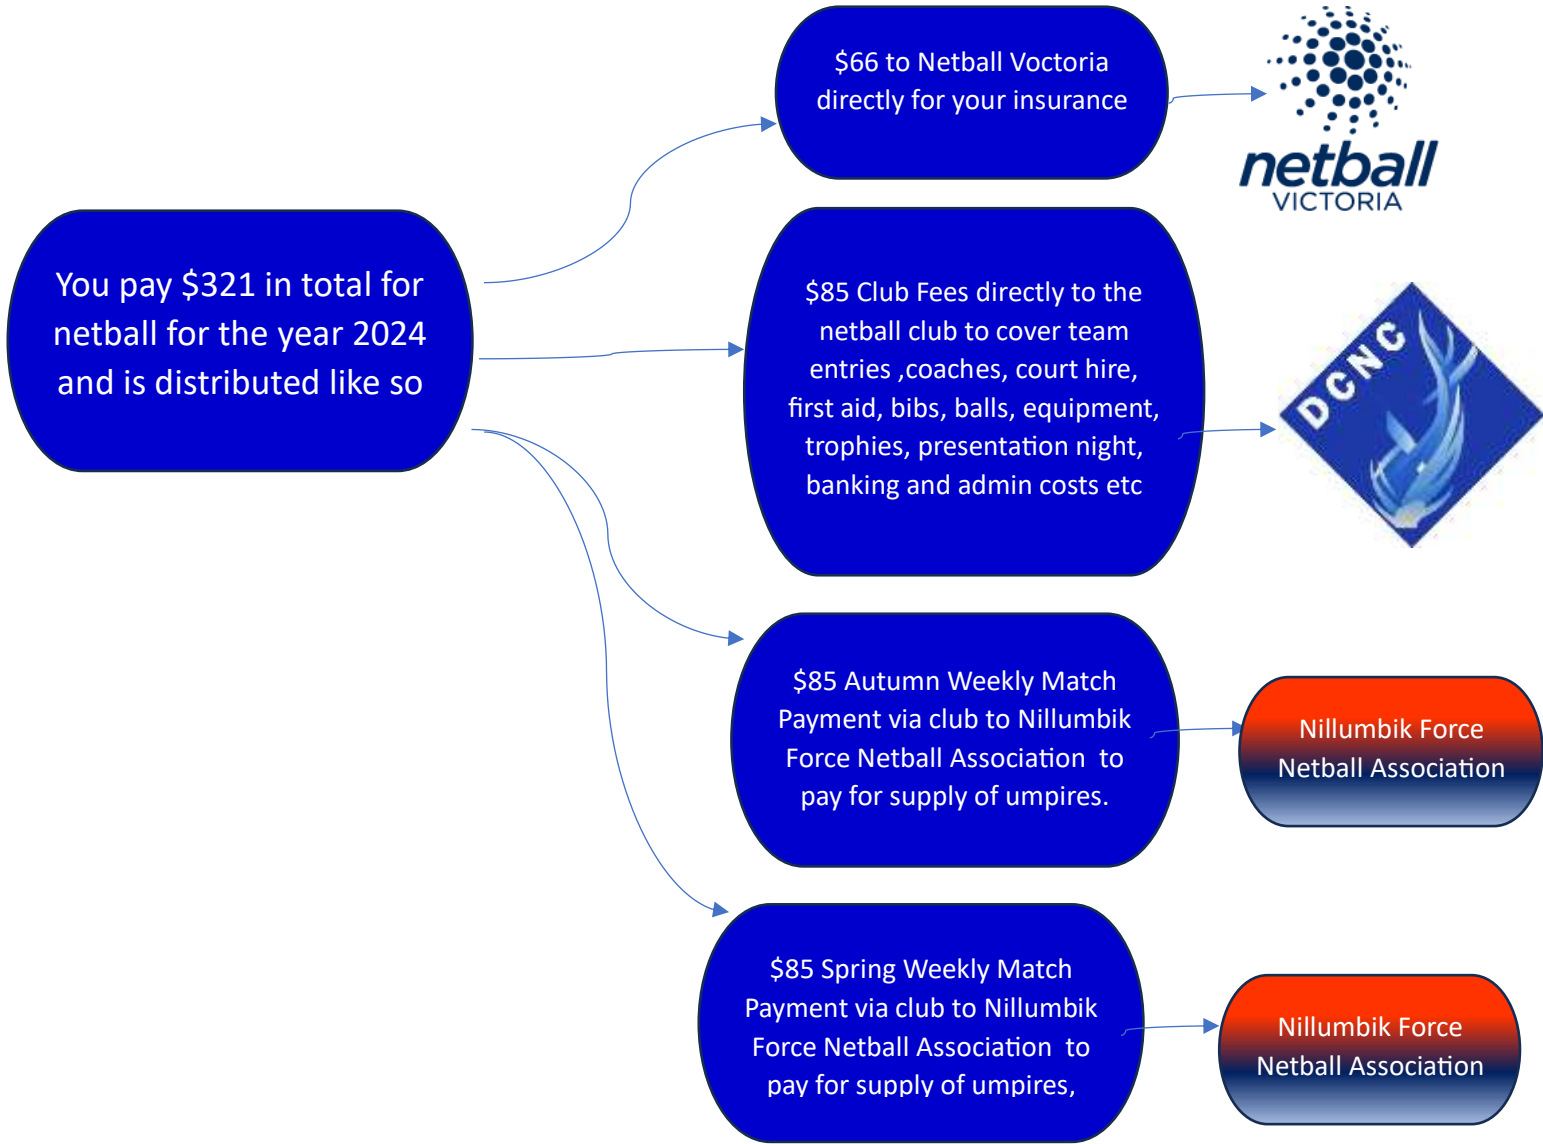 You pay $321 in total for
netball for the year 2024
and is distributed like so
$66 to Netball Voctoria
directly for your insurance
netball
VICTORIA
$85 Club Fees directly to the
netball club to cover team
entries ,coaches, court hire,
first aid, bibs, balls, equipment,
trophies, presentation night,
banking and admin costs etc
DCNC
$85 Autumn Weekly Match
Payment via club to Nillumbik
Force Netball Association  to
pay for supply of umpires.
Nillumbik Force
Netball Association
$85 Spring Weekly Match
Payment via club to Nillumbik
Force Netball Association  to
pay for supply of umpires,
Nillumbik Force
Netball Association